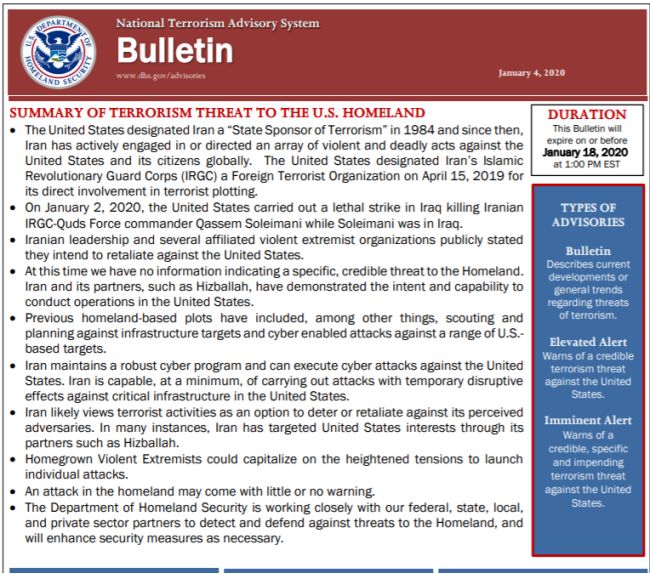 National Terrorism Advisory System
Bulletin
www.dhs.gov/advisories
January 4, 2020
U.S. DEPARTMENT OF
HOMELAND SECURITY
SUMMARY OF TERRORISM THREAT TO THE U.S. HOMELAND
• The United States designated Iran a “State Sponsor of Terrorism” in 1984 and since then,
Iran has actively engaged in or directed an array of violent and deadly acts against the
United States and its citizens globally. The United States designated Iran’s Islamic
Revolutionary Guard Corps (IRGC) a Foreign Terrorist Organization on April 15, 2019 for
its direct involvement in terrorist plotting.
• On January 2, 2020, the United States carried out a lethal strike in Iraq killing Iranian
IRGC-Quds Force commander Qassem Soleimani while Soleimani was in Iraq.
• Iranian leadership and several affiliated violent extremist organizations publicly stated
they intend to retaliate against the United States.
• At this time we have no information indicating a specific, credible threat to the Homeland.
Iran and its partners, such as Hizballah, have demonstrated the intent and capability to
conduct operations in the United States.
• Previous homeland-based plots have included, among other things, scouting and
planning against infrastructure targets and cyber enabled attacks against a range of U.S.-
based targets.
• Iran maintains a robust cyber program and can execute cyber attacks against the United
States. Iran is capable, at a minimum, of carrying out attacks with temporary disruptive
effects against critical infrastructure in the United States.
• Iran likely views terrorist activities as an option to deter or retaliate against its perceived
adversaries. In many instances, Iran has targeted United States interests through its
partners such as Hizballah.
• Homegrown Violent Extremists could capitalize on the heightened tensions to launch
individual attacks.
• An attack in the homeland may come with little or no warning.
• The Department of Homeland Security is working closely with our federal, state, local,
and private sector partners to detect and defend against threats to the Homeland, and
will enhance security measures as necessary.
DURATION
This Bulletin will
expire on or before
January 18, 2020
at 1:00 PM EST
TYPES OF
ADVISORIES
Bulletin
Describes current
developments or
general trends
regarding threats
of terrorism.
Elevated Alert
Warns of a credible
terrorism threat
against the United
States.
Imminent Alert
Warns of a
credible, specific
and impending
terrorism threat
against the United
States.